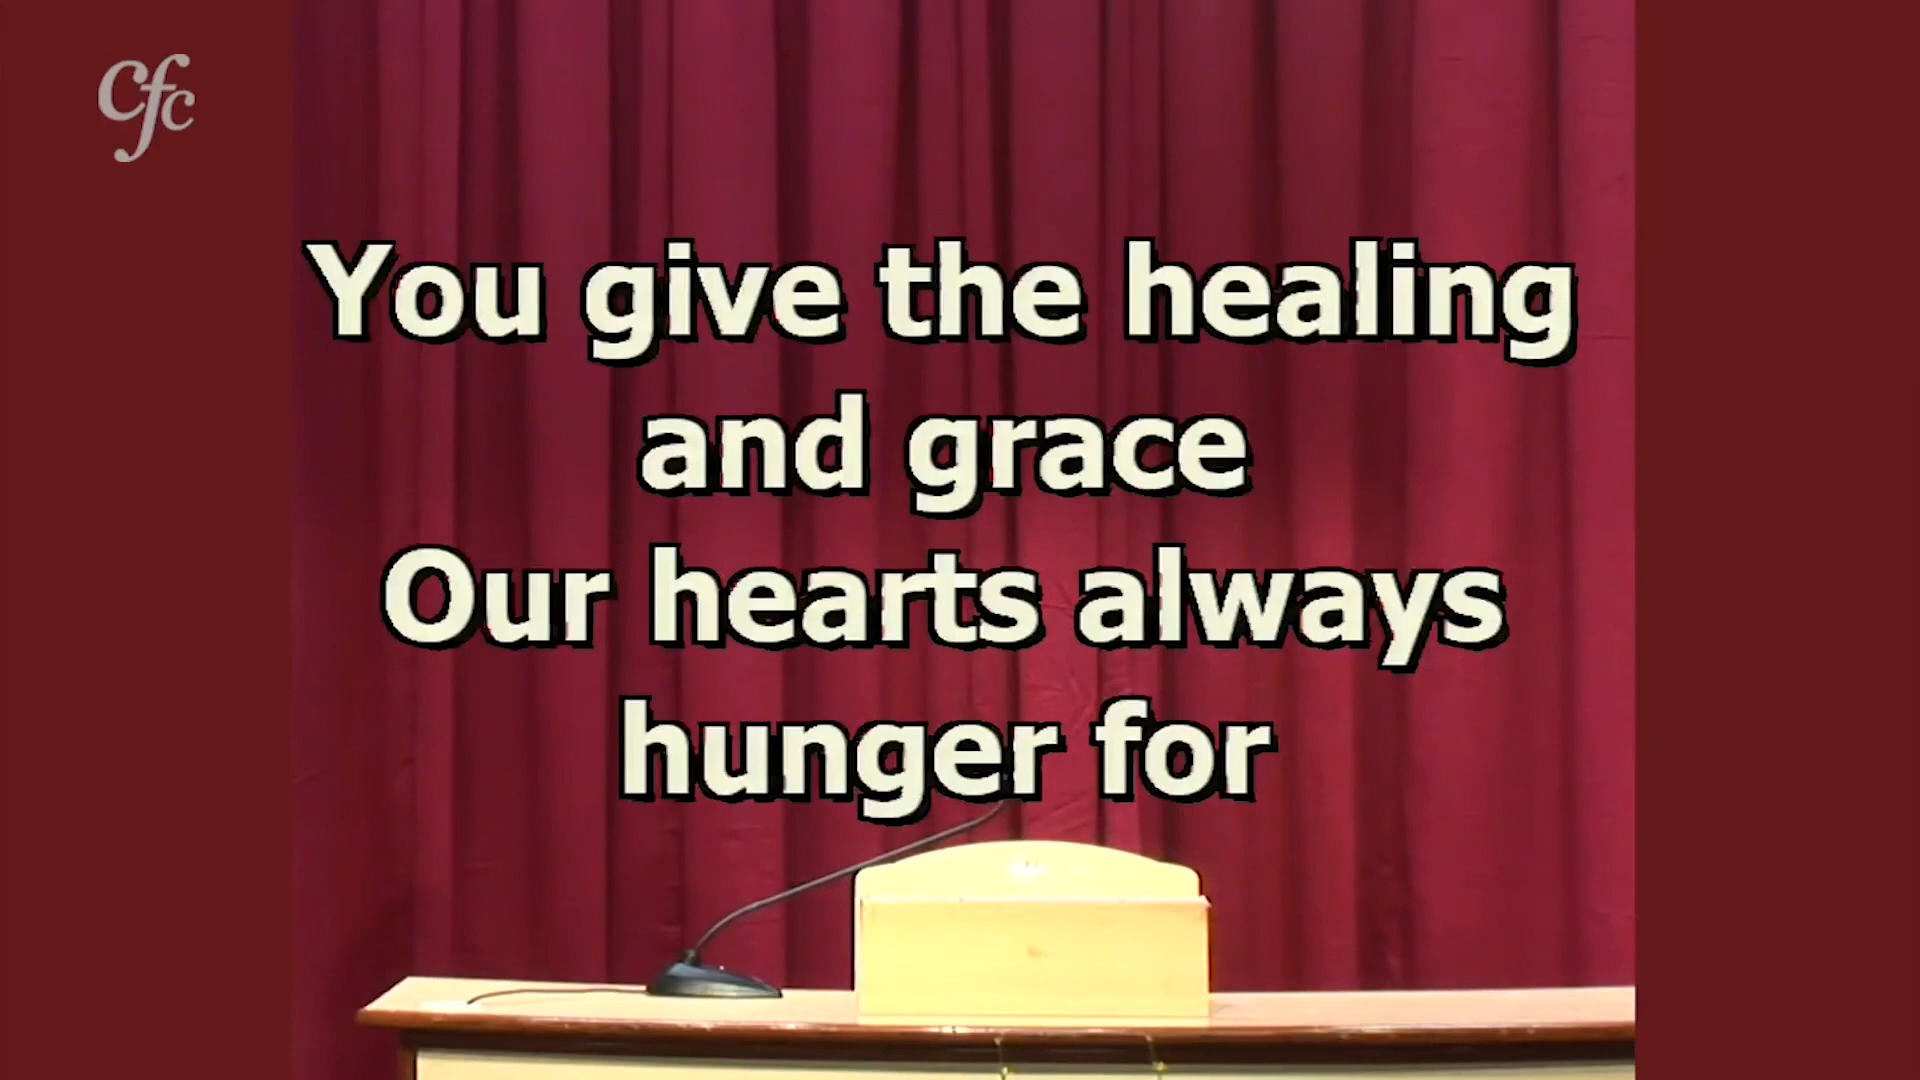 cfc
You give the healing
and grace
Our hearts always
hunger for